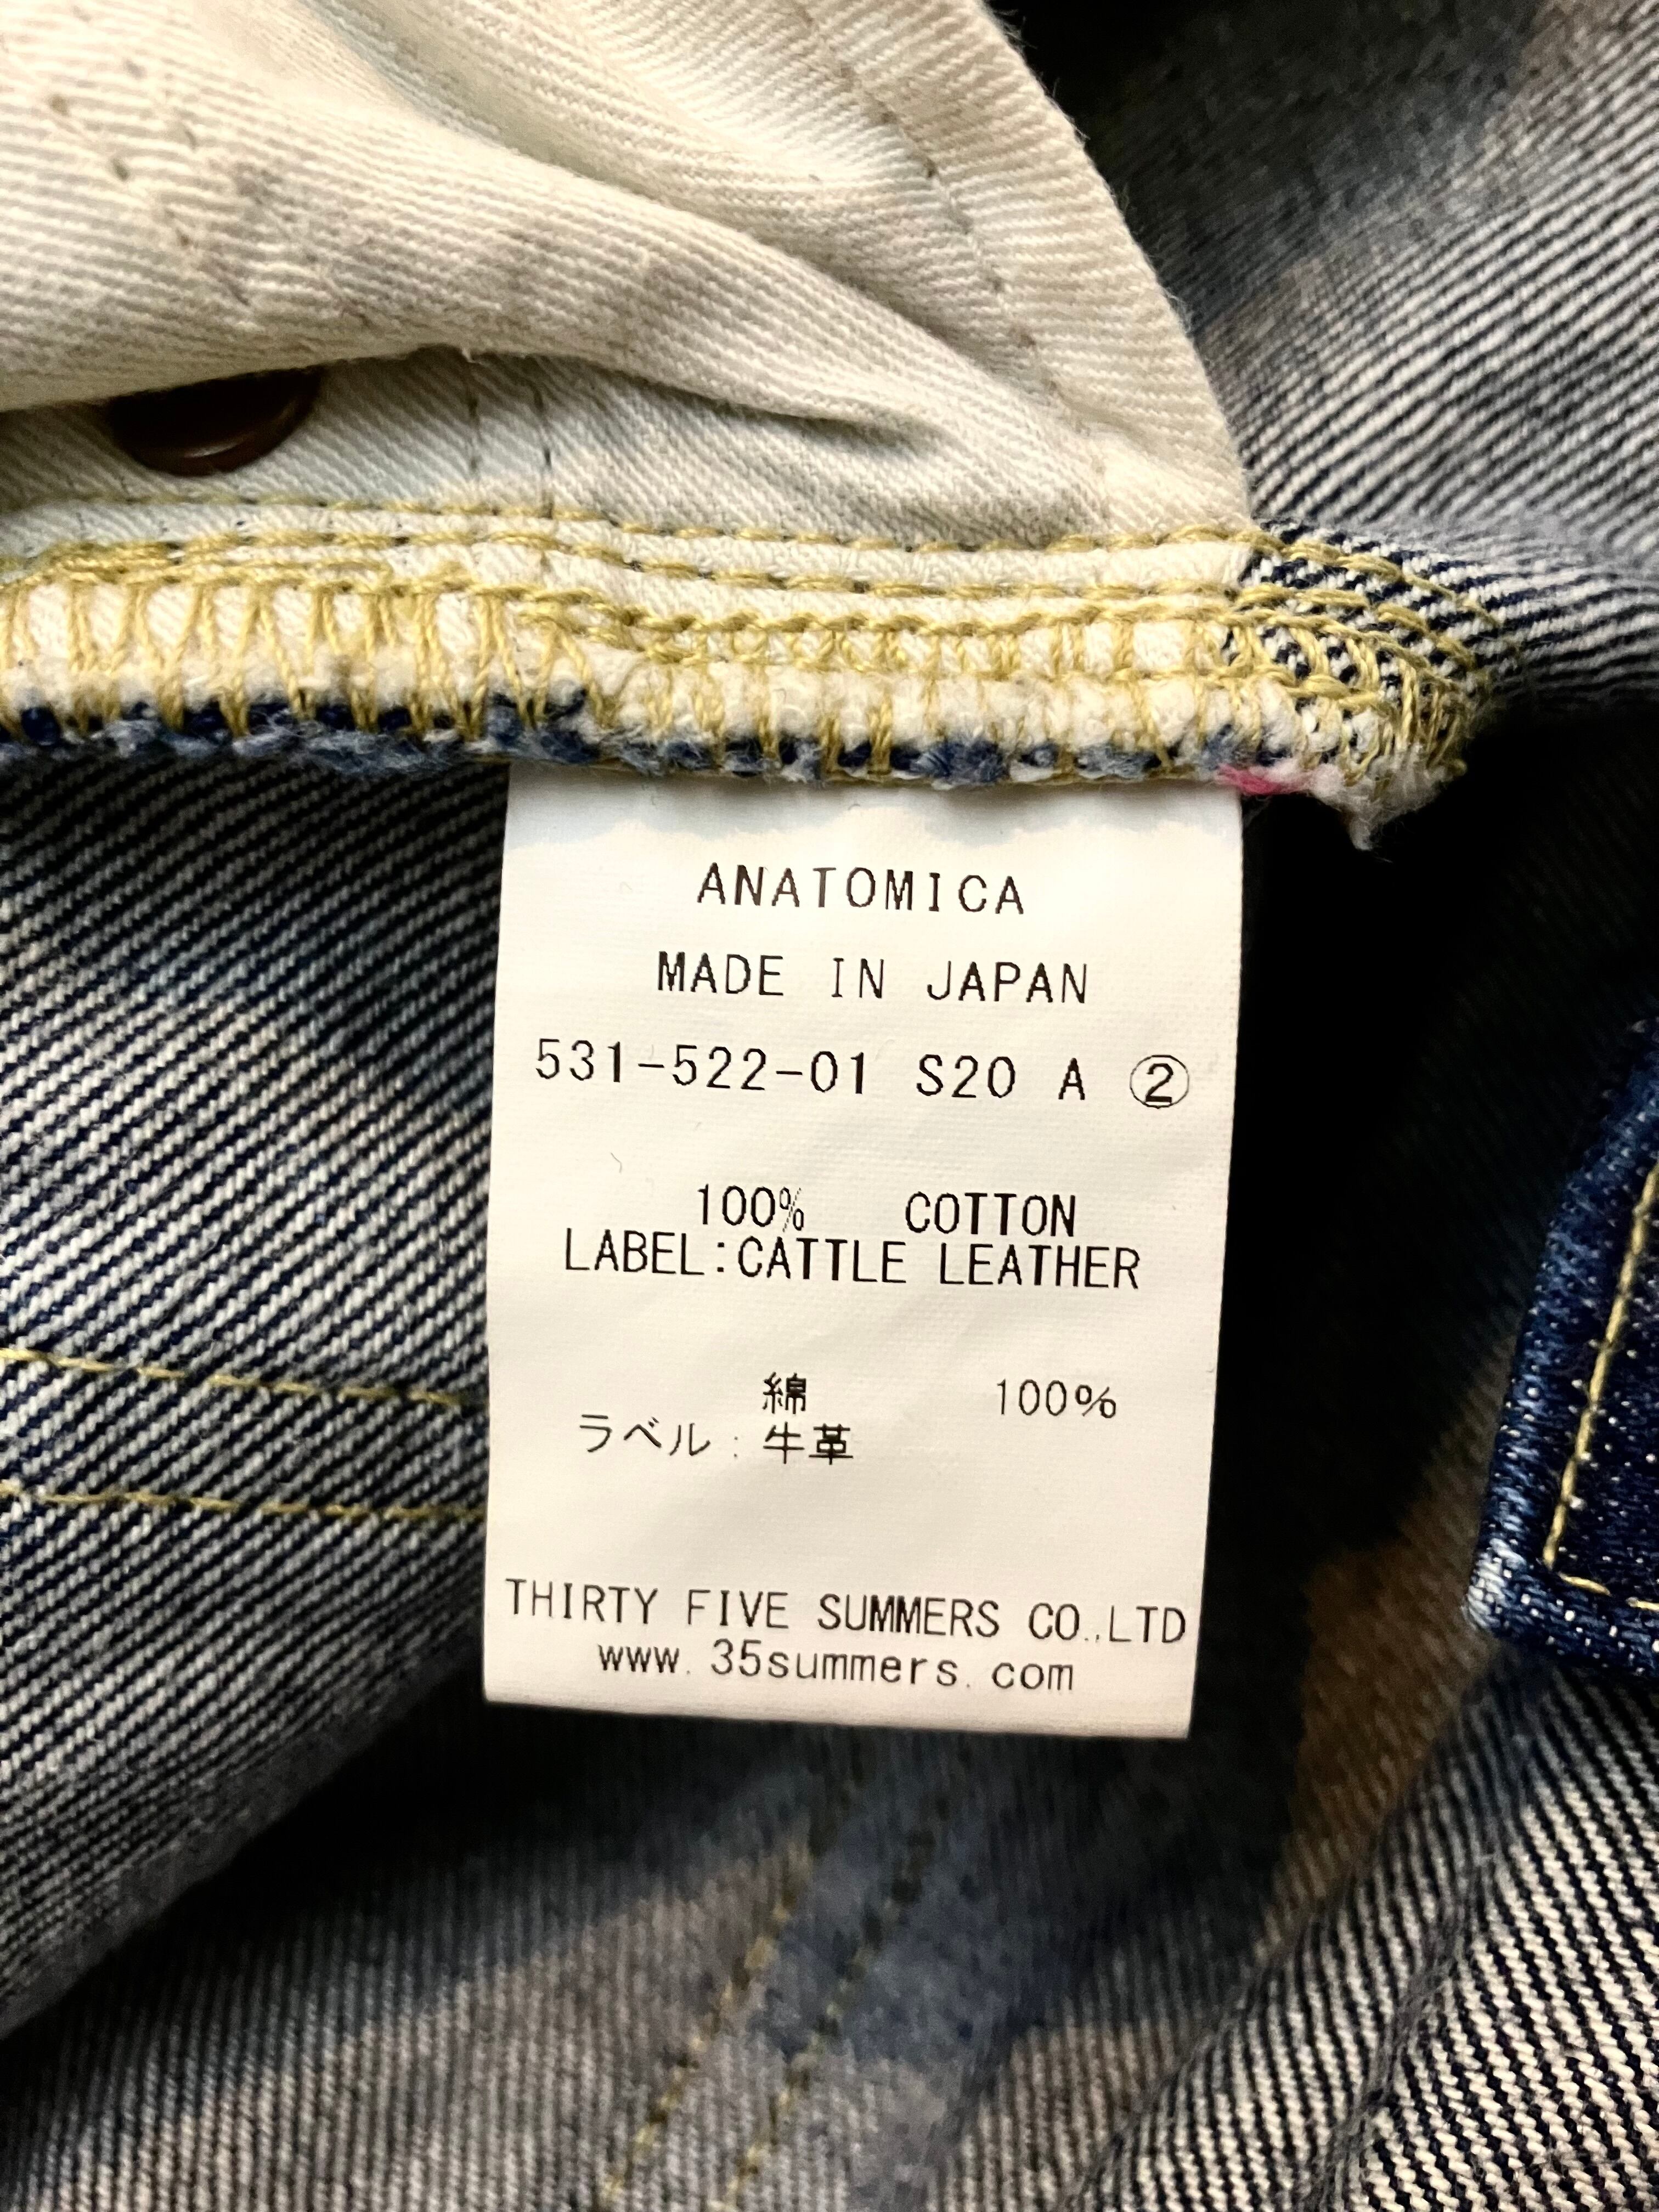 ANATOMICA
MADE IN JAPAN
531-522-01 S20 A ②
100% COTTON
LABEL:CATTLE LEATHER
綿 100%
ラベル:牛革
THIRTY FIVE SUMMERS CO.,LTD
www.35summers.com